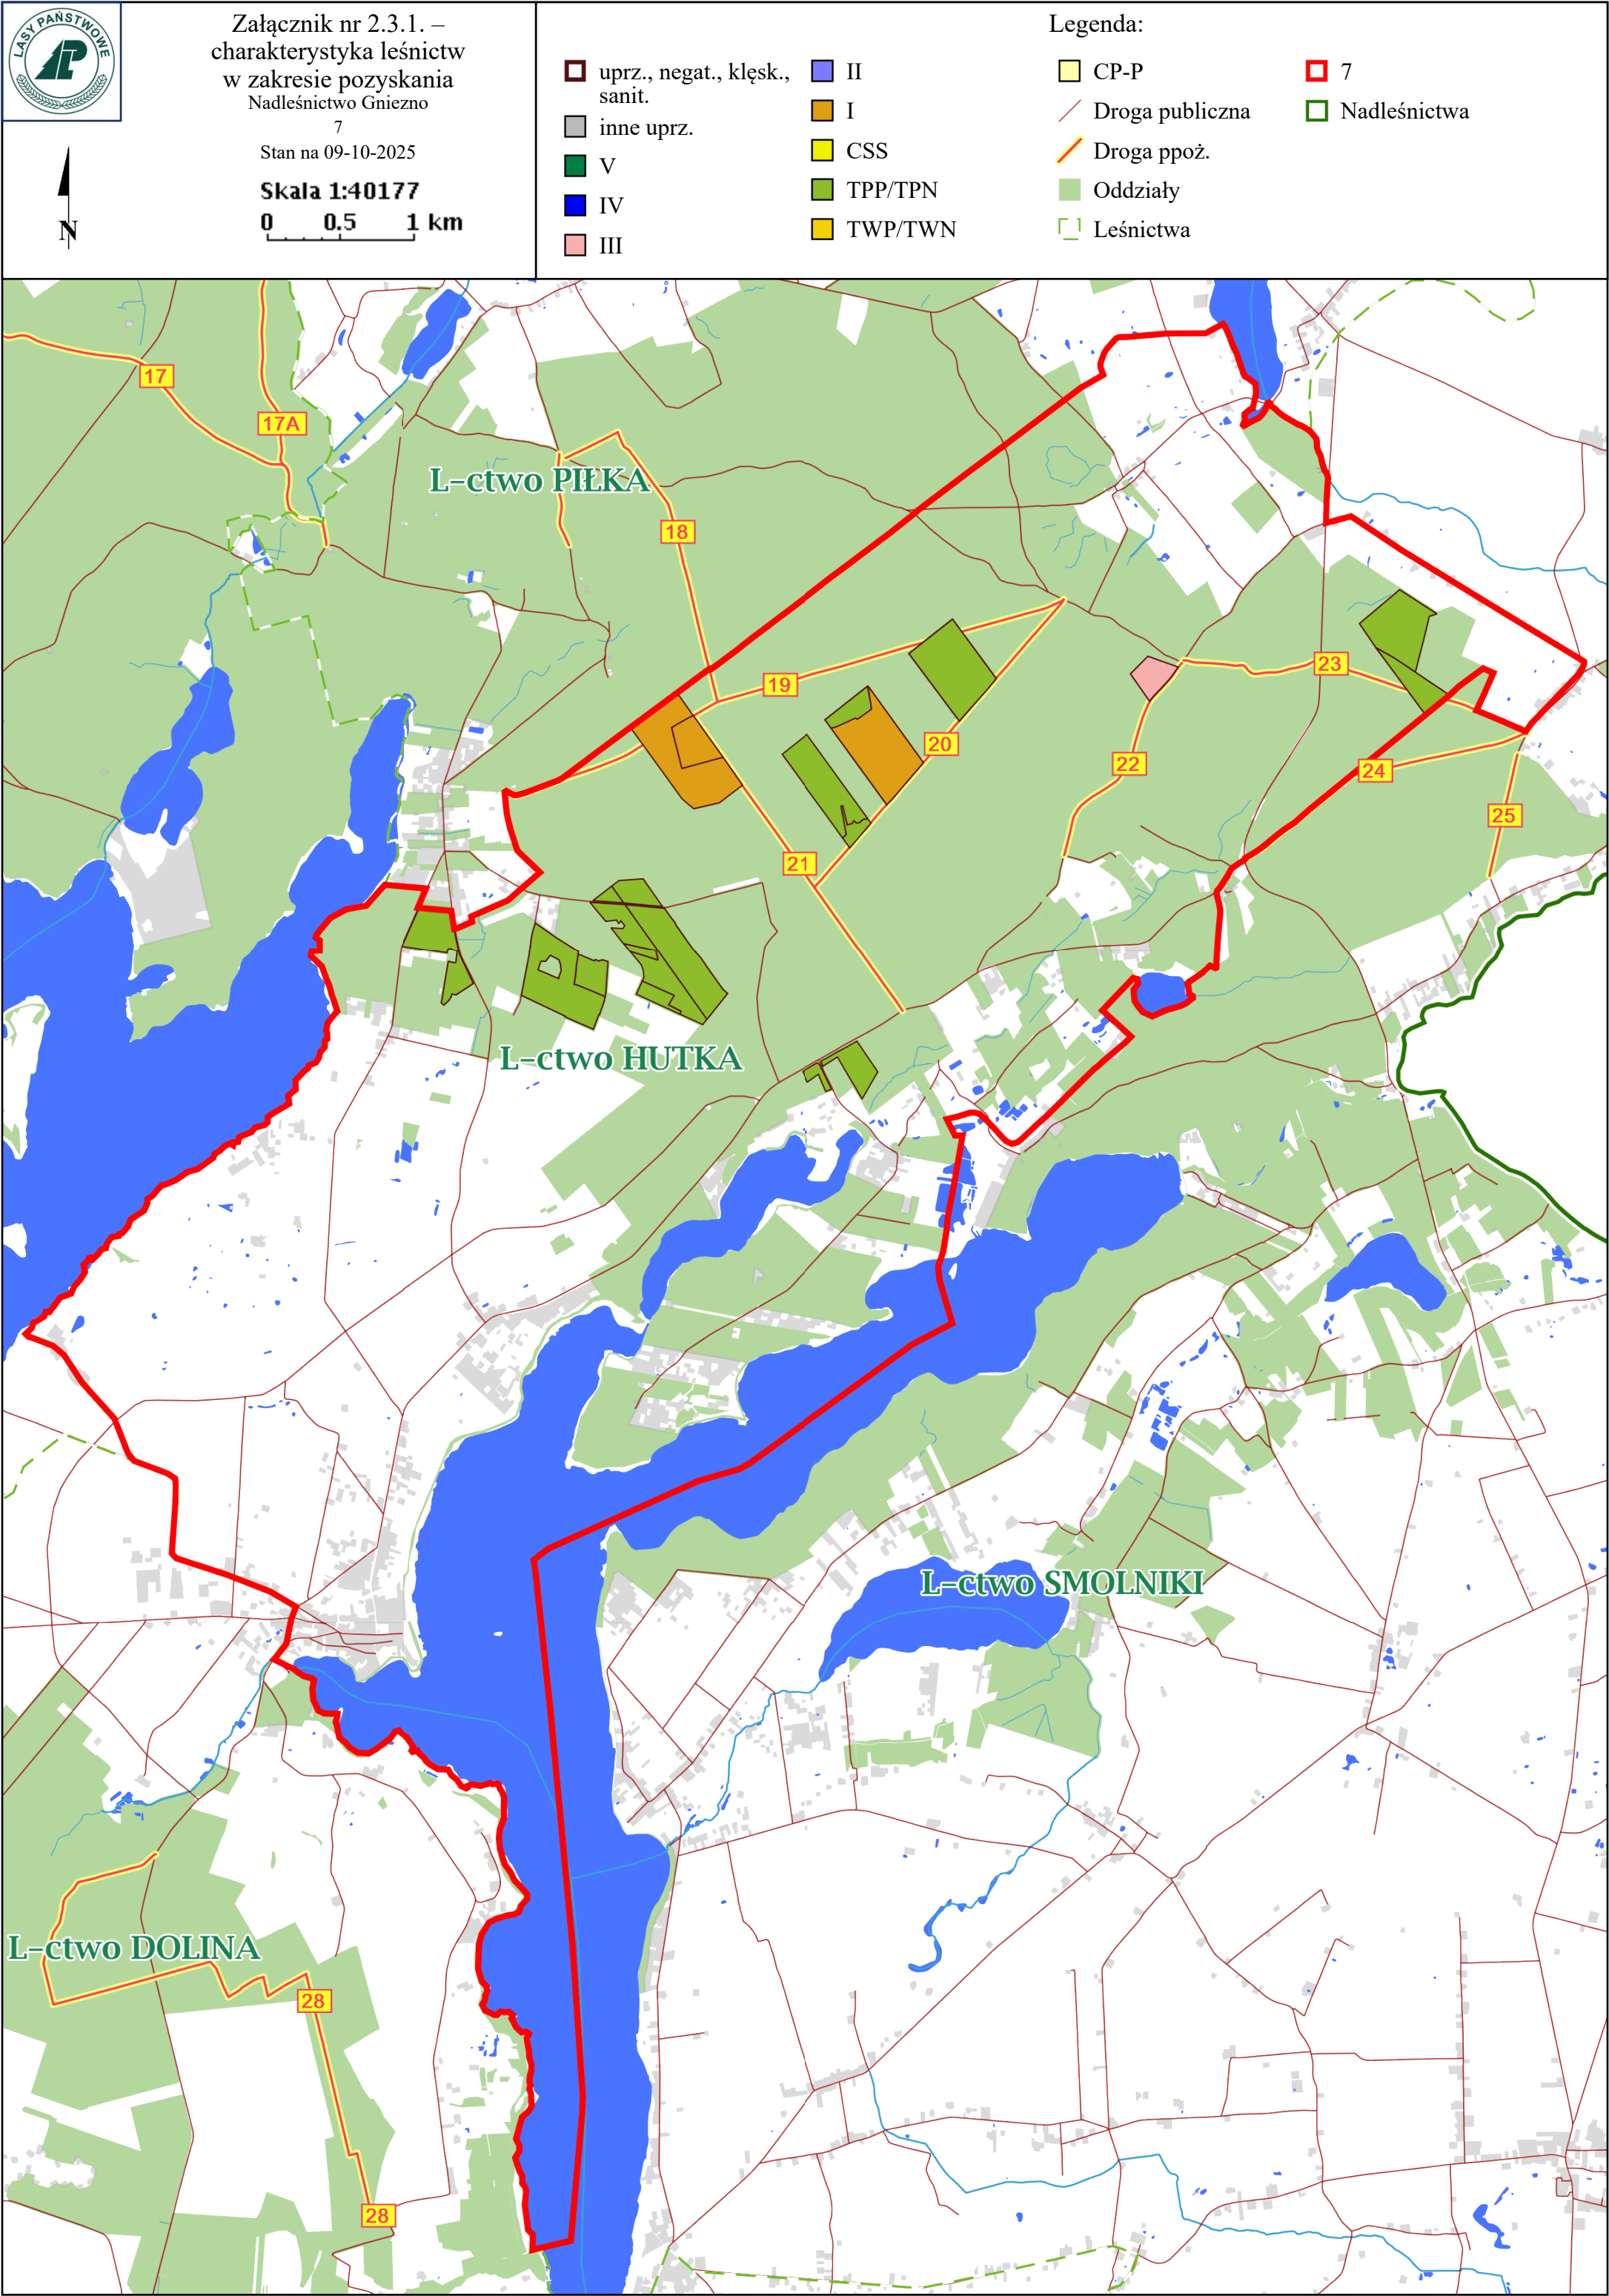 LASY PAŃSTWOWE
Załącznik nr 2.3.1. –
charakterystyka leśnictw
w zakresie pozyskania
Nadleśnictwo Gniezno
7
Stan na 09-10-2025
Skala 1:40177
0 0.5 1 km
N
Legenda:
uprz., negat., klęsk.,
sanit.
inne uprz.
V
IV
III
II
I
CSS
TPP/TPN
TWP/TWN
CP-P
Droga publiczna
Droga ppoż.
Oddziały
Leśnictwa
7
Nadleśnictwa
17
17A
L-ctwo PIŁKA
18
19
23
20
22
24
25
21
L-ctwo HUTKA
L-ctwo SMOLNIKI
L-ctwo DOLINA
28
28